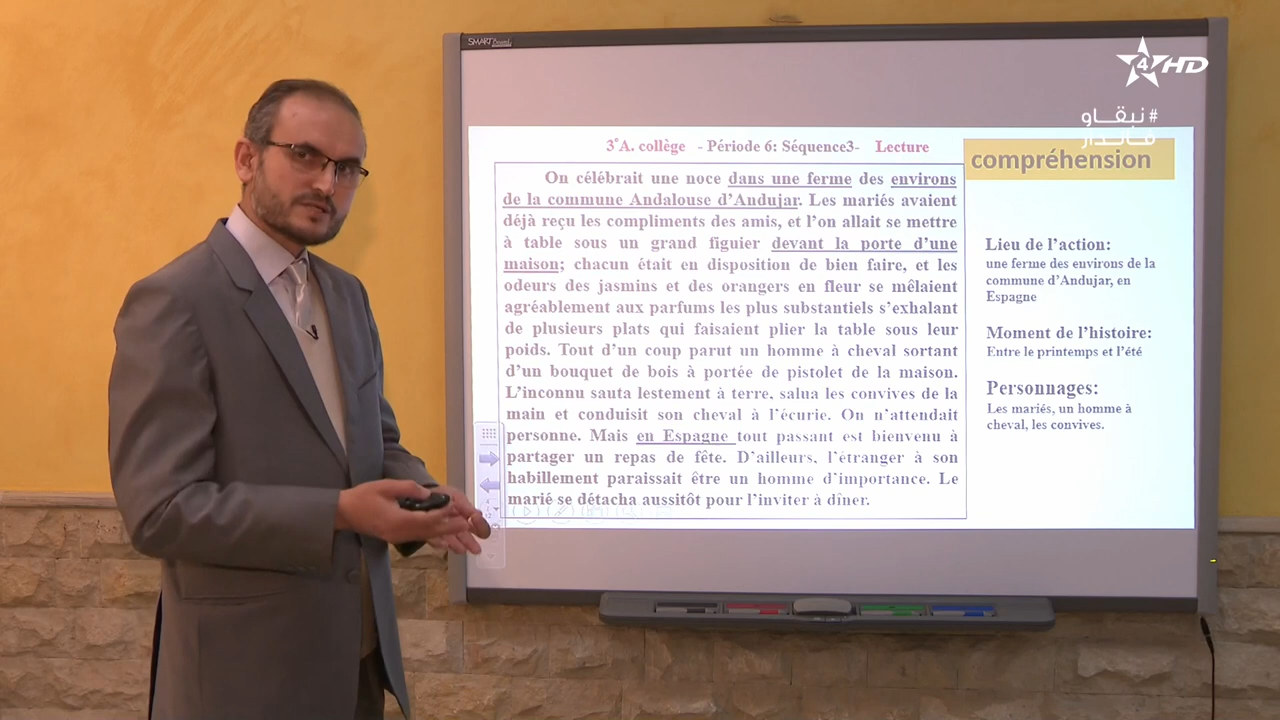 SMART Board
4 HD
# نبقاو
فالدار
3°A. collège - Période 6: Séquence3- Lecture
compréhension
On célébrait une noce dans une ferme des environs
de la commune Andalouse d’Andujar. Les mariés avaient
déjà reçu les compliments des amis, et l’on allait se mettre
à table sous un grand figuier devant la porte d’une
maison; chacun était en disposition de bien faire, et les
odeurs des jasmins et des orangers en fleur se mêlaient
agréablement aux parfums les plus substantiels s’exhalant
de plusieurs plats qui faisaient plier la table sous leur
poids. Tout d’un coup parut un homme à cheval sortant
d’un bouquet de bois à portée de pistolet de la maison.
L’inconnu sauta lestement à terre, salua les convives de la
main et conduisit son cheval à l’écurie. On n’attendait
personne. Mais en Espagne tout passant est bienvenu à
partager un repas de fête. D’ailleurs, l’étranger à son
habillement paraissait être un homme d’importance. Le
marié se détacha aussitôt pour l’inviter à dîner.
Lieu de l’action:
une ferme des environs de la
commune d’Andujar, en
Espagne
Moment de l’histoire:
Entre le printemps et l’été
Personnages:
Les mariés, un homme à
cheval, les convives.